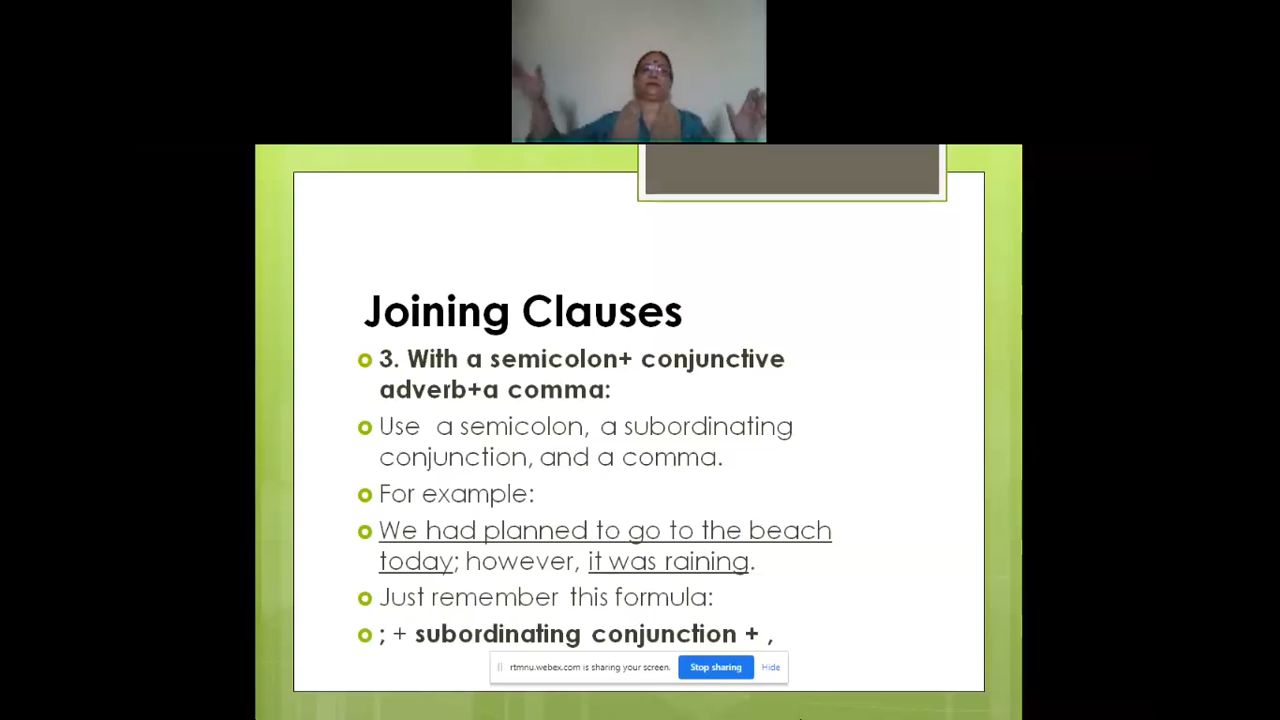 Joining Clauses
3. With a semicolon+ conjunctive
adverb+a comma:
Use a semicolon, a subordinating
conjunction, and a comma.
For example:
We had planned to go to the beach
today; however, it was raining.
Just remember this formula:
; + subordinating conjunction + ,
rtmnu.webex.com is sharing your screen. Stop sharing Hide